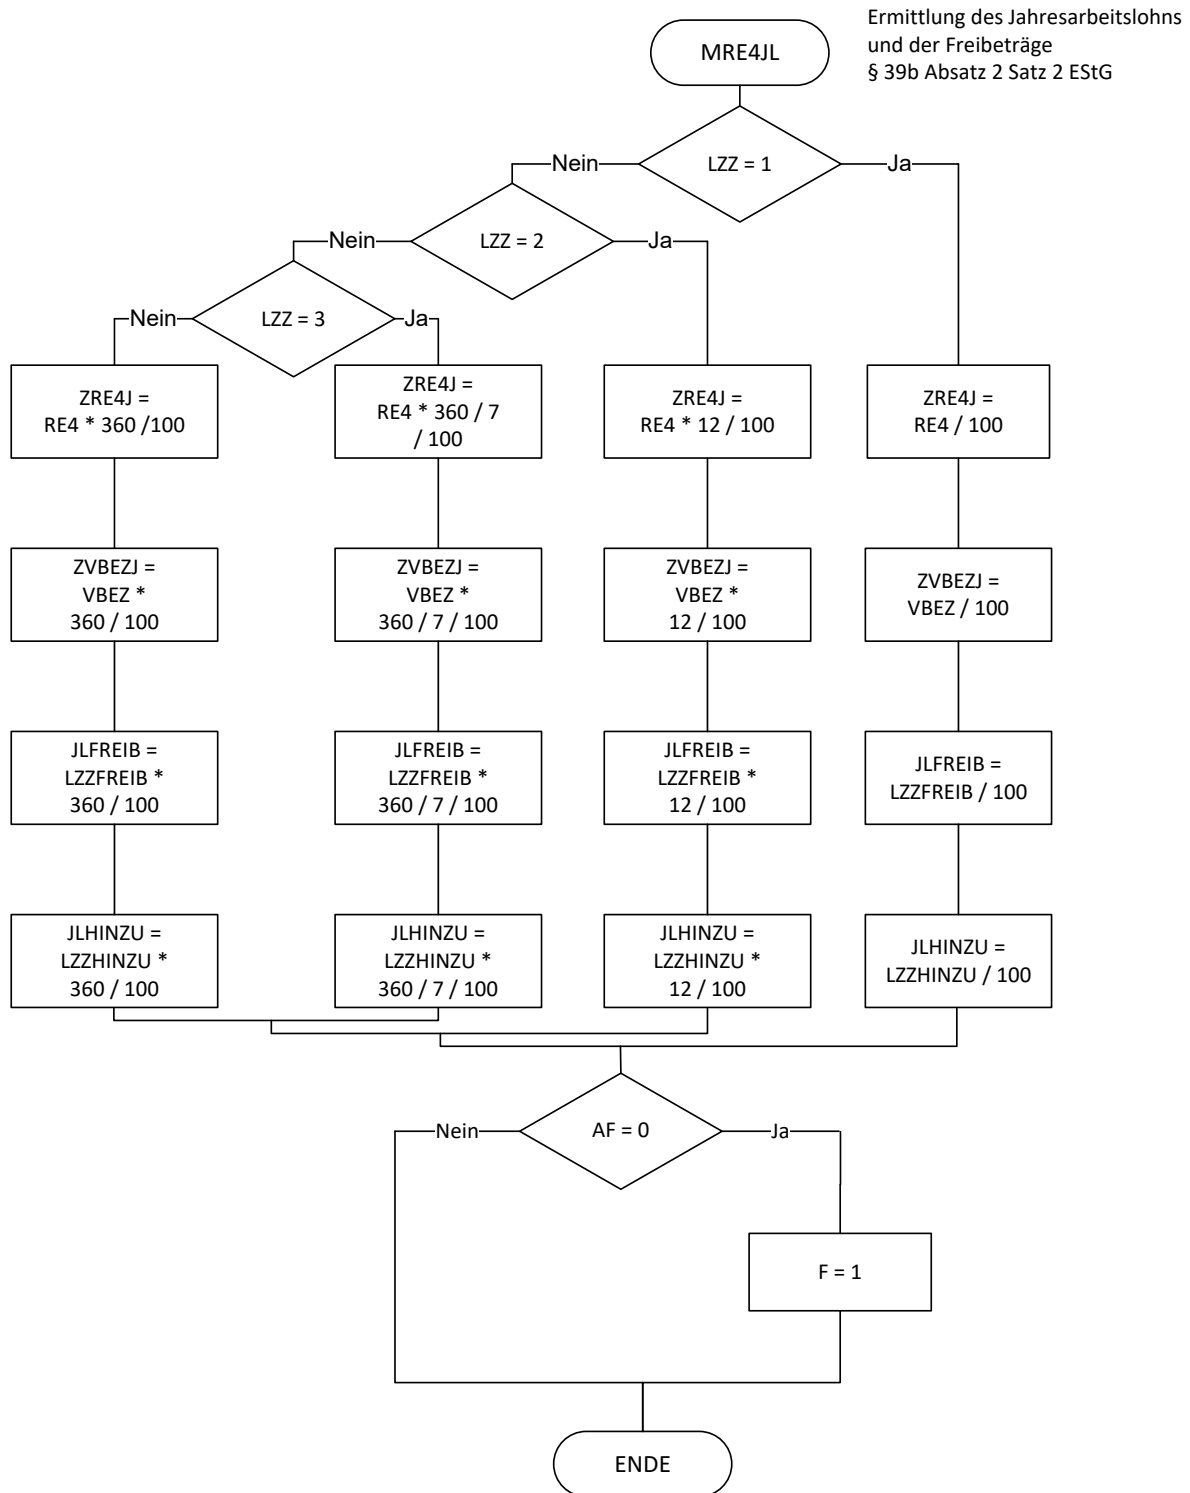 Ermittlung des Jahresarbeitslohns
und der Freibeträge
§ 39b Absatz 2 Satz 2 EStG
MRE4JL
LZZ = 1
Nein
Ja
LZZ = 2
Nein
Ja
LZZ = 3
Nein
Ja
ZRE4J =
RE4 * 360 /100
ZRE4J =
RE4 * 360 / 7
/ 100
ZRE4J =
RE4 * 12 / 100
ZRE4J =
RE4 / 100
ZVBEZJ =
VBEZ *
360 / 100
ZVBEZJ =
VBEZ *
360 / 7 / 100
ZVBEZJ =
VBEZ *
12 / 100
ZVBEZJ =
VBEZ / 100
JLFREIB =
LZZFREIB *
360 / 100
JLFREIB =
LZZFREIB *
360 / 7 / 100
JLFREIB =
LZZFREIB *
12 / 100
JLFREIB =
LZZFREIB / 100
JLHINZU =
LZZHINZU *
360 / 100
JLHINZU =
LZZHINZU *
360 / 7 / 100
JLHINZU =
LZZHINZU *
12 / 100
JLHINZU =
LZZHINZU / 100
AF = 0
Nein
Ja
F = 1
ENDE